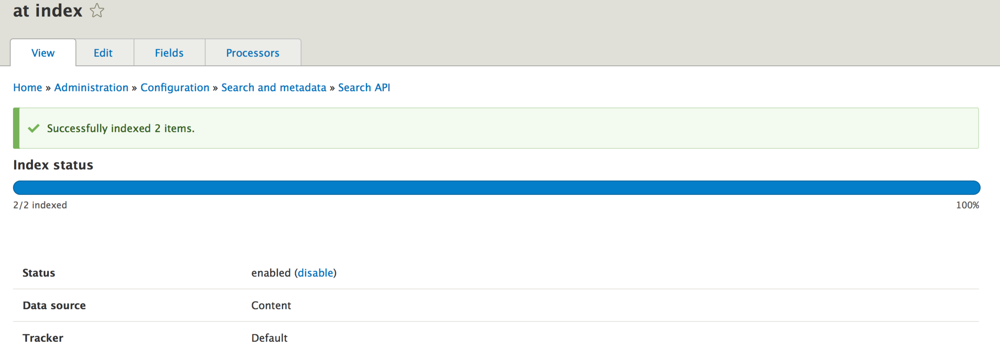 at index
View Edit Fields Processors
Home » Administration » Configuration » Search and metadata » Search API
Successfully indexed 2 items.
Index status
2/2 indexed 100%
Status enabled (disable)
Data source Content
Tracker Default